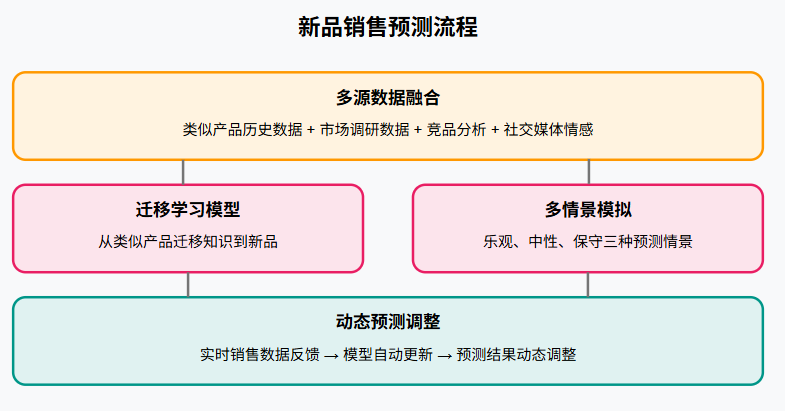 新品销售预测流程
多源数据融合
类似产品历史数据 + 市场调研数据 + 竞品分析 + 社交媒体情感
迁移学习模型
从类似产品迁移知识到新品
多情景模拟
乐观、中性、保守三种预测情景
动态预测调整
实时销售数据反馈 → 模型自动更新 → 预测结果动态调整